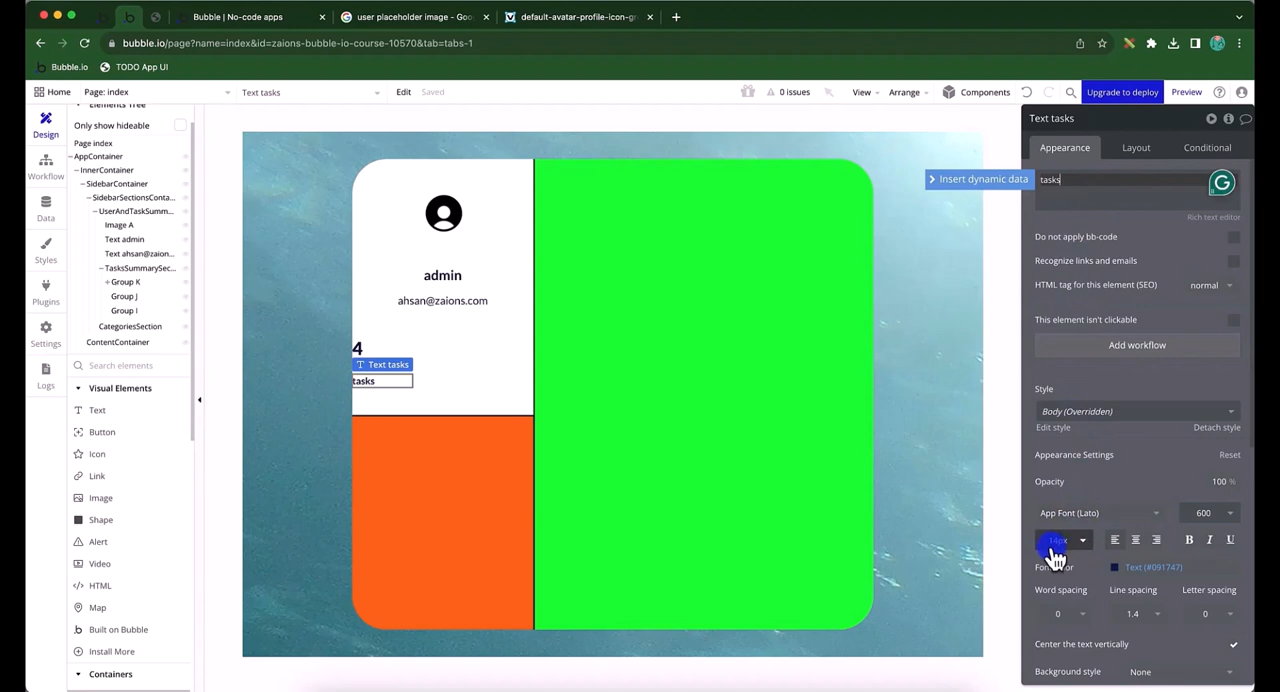 Bubble | No-code apps
user placeholder image - Goo
default-avatar-profile-icon-gr
bubble.io/page?name=index&id=zaions-bubble-io-course-10570&tab=tabs-1
Bubble.io
TODO App UI
Home
Page: index
Text tasks
Edit
Saved
0 issues
View
Arrange
Components
Upgrade to deploy
Preview
Design
Workflow
Data
Styles
Plugins
Settings
Logs
Elements Tree
Only show hideable
Page index
AppContainer
InnerContainer
SidebarContainer
SidebarSectionsConta...
UserAndTaskSumm...
Image A
Text admin
Text ahsan@zaion...
TasksSummarySec...
Group K
Group J
Group I
CategoriesSection
ContentContainer
Search elements
Visual Elements
Text
Button
Icon
Link
Image
Shape
Alert
Video
HTML
Map
Built on Bubble
Install More
Containers
admin
ahsan@zaions.com
4
Text tasks
tasks
Text tasks
Appearance
Layout
Conditional
Insert dynamic data
tasks
Rich text editor
Do not apply bb-code
Recognize links and emails
HTML tag for this element (SEO)
normal
This element isn't clickable
Add workflow
Style
Body (Overridden)
Edit style
Detach style
Appearance Settings
Reset
Opacity
100 %
App Font (Lato)
600
14px
B I U
Text (#091747)
Word spacing
Line spacing
Letter spacing
0
1.4
0
Center the text vertically
Background style
None